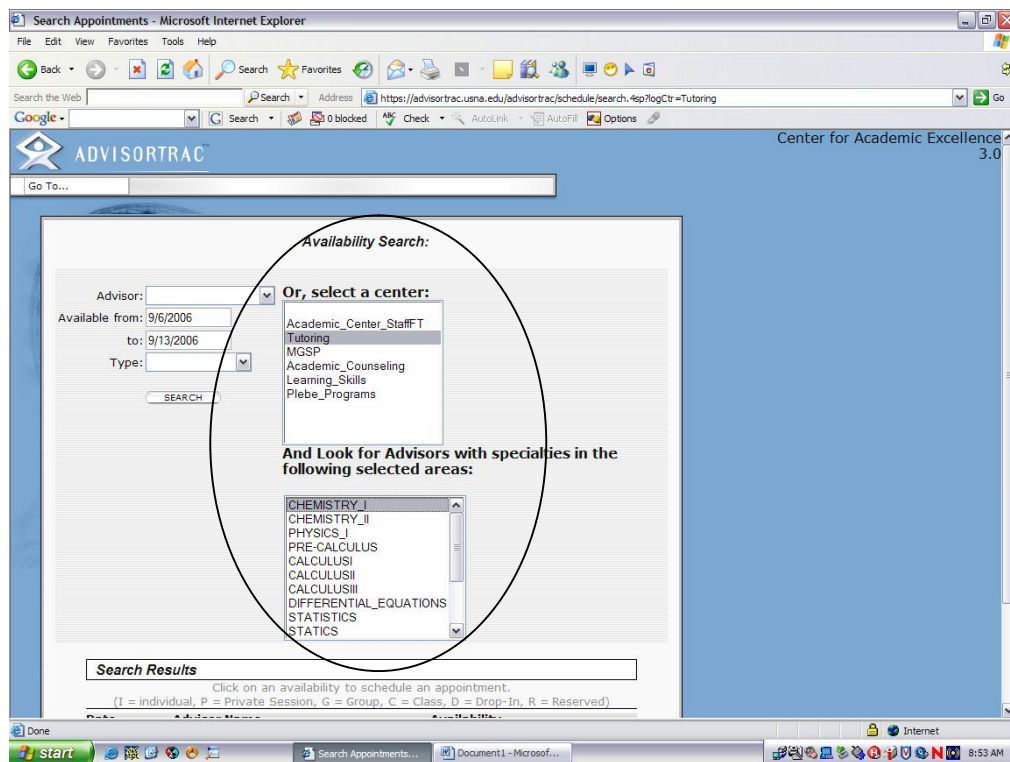 Search Appointments - Microsoft Internet Explorer
File Edit View Favorites Tools Help
Back Search Favorites
Search the Web Search Address https://advisortrac.usna.edu/advisortrac/schedule/search.4sp?logCtr=Tutoring Go
Google G Search 0 blocked ABC Check AutoLink AutoFill Options
ADVISORTRAC™
Center for Academic Excellence
3.0
Go To...
Availability Search:
Advisor:
Available from: 9/6/2006
to: 9/13/2006
Type:
SEARCH
Or, select a center:
Academic_Center_StaffFT
Tutoring
MGSP
Academic_Counseling
Learning_Skills
Plebe_Programs
And Look for Advisors with specialties in the
following selected areas:
CHEMISTRY_I
CHEMISTRY_II
PHYSICS_I
PRE-CALCULUS
CALCULUSI
CALCULUSII
CALCULUSIII
DIFFERENTIAL_EQUATIONS
STATISTICS
STATICS
Search Results
Click on an availability to schedule an appointment.
(I = individual, P = Private Session, G = Group, C = Class, D = Drop-In, R = Reserved)
Date Advisor Name Availability
Done Internet
start Search Appointments... Document1 - Microsof... 8:53 AM